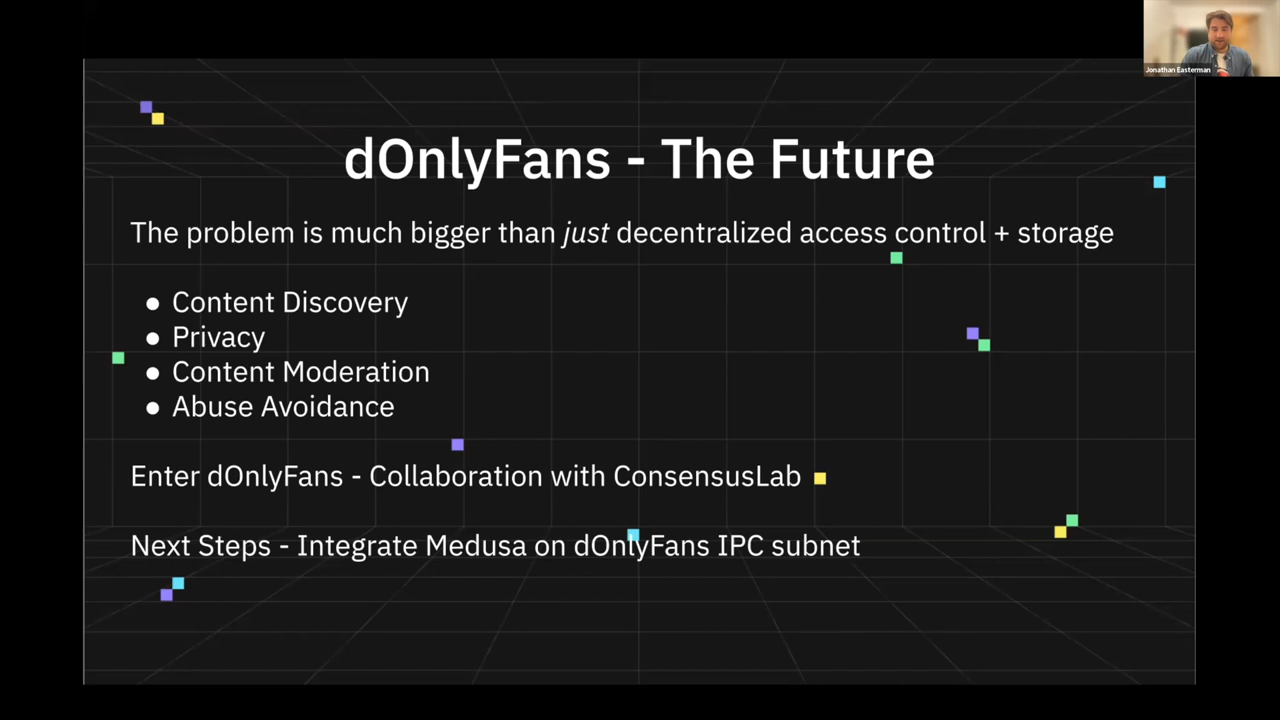 Jonathan Easterman
dOnlyFans - The Future
The problem is much bigger than just decentralized access control + storage
● Content Discovery
● Privacy
● Content Moderation
● Abuse Avoidance
Enter dOnlyFans - Collaboration with ConsensusLab
Next Steps - Integrate Medusa on dOnlyFans IPC subnet